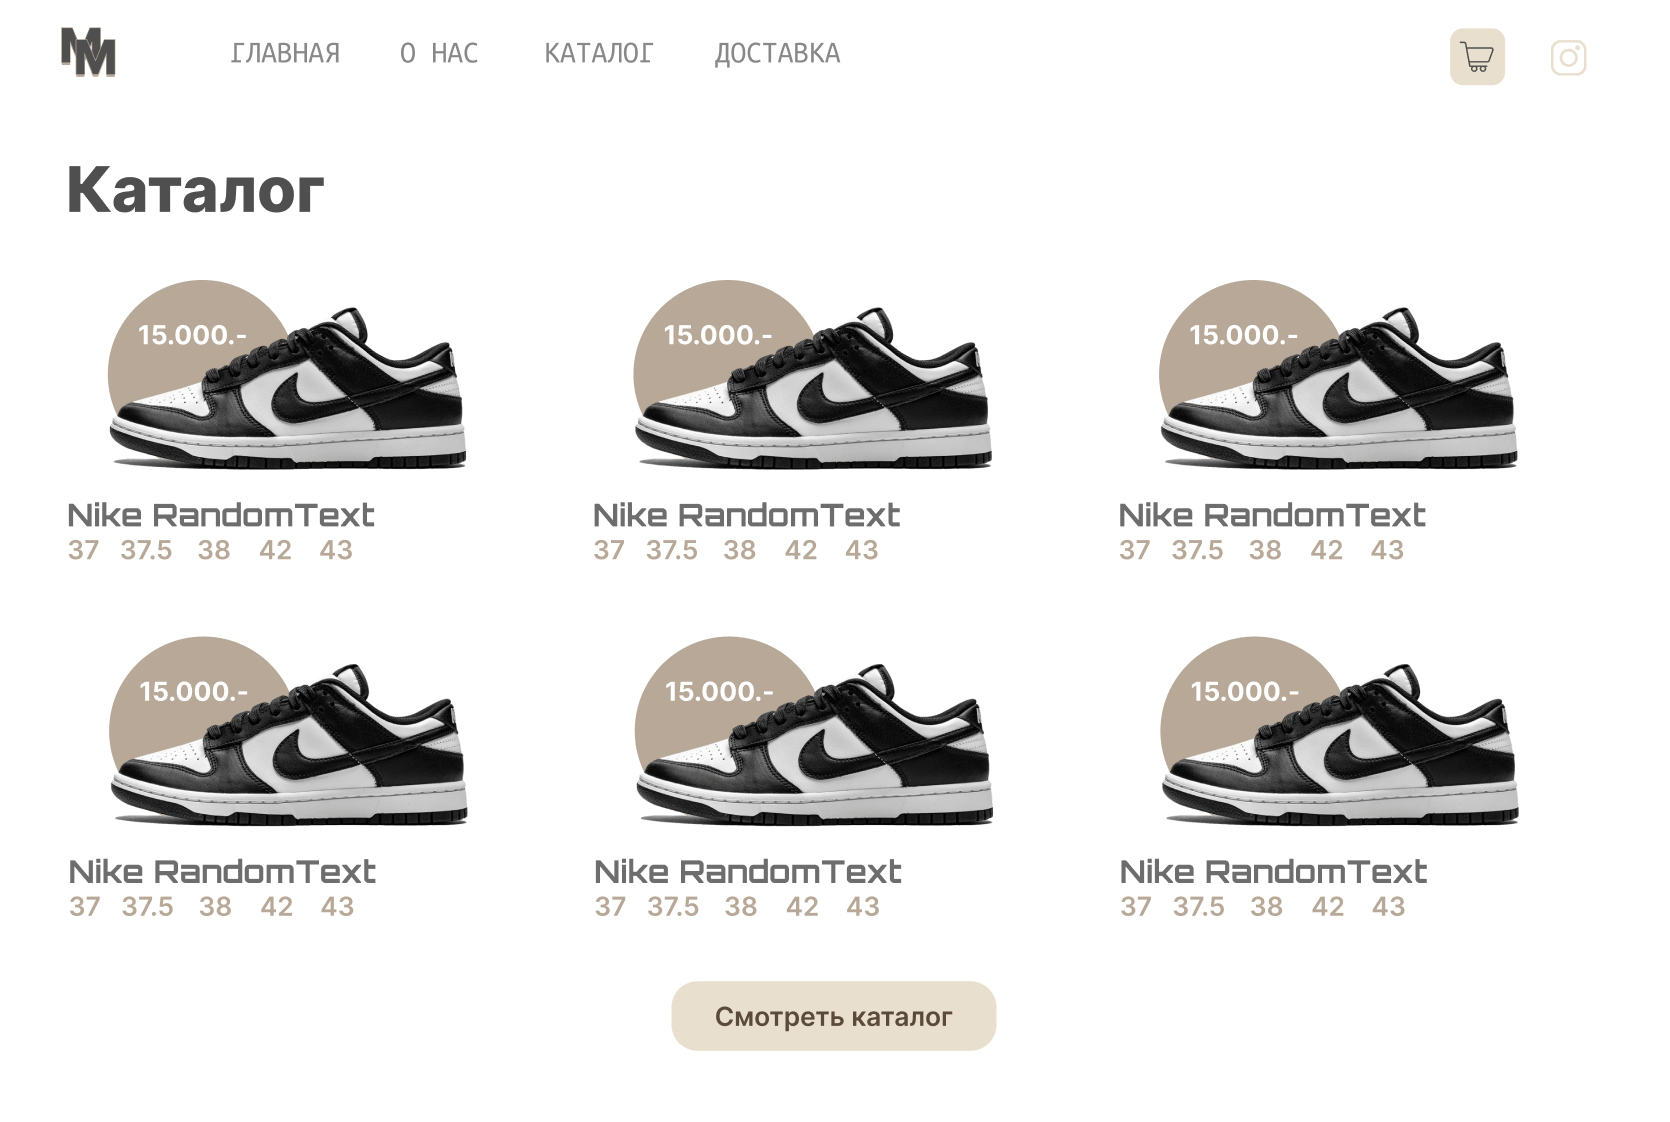 MM
ГЛАВНАЯ О НАС КАТАЛОГ ДОСТАВКА
Каталог
15.000.- 15.000.- 15.000.-
Nike RandomText Nike RandomText Nike RandomText
37 37.5 38 42 43 37 37.5 38 42 43 37 37.5 38 42 43
15.000.- 15.000.- 15.000.-
Nike RandomText Nike RandomText Nike RandomText
37 37.5 38 42 43 37 37.5 38 42 43 37 37.5 38 42 43
Смотреть каталог